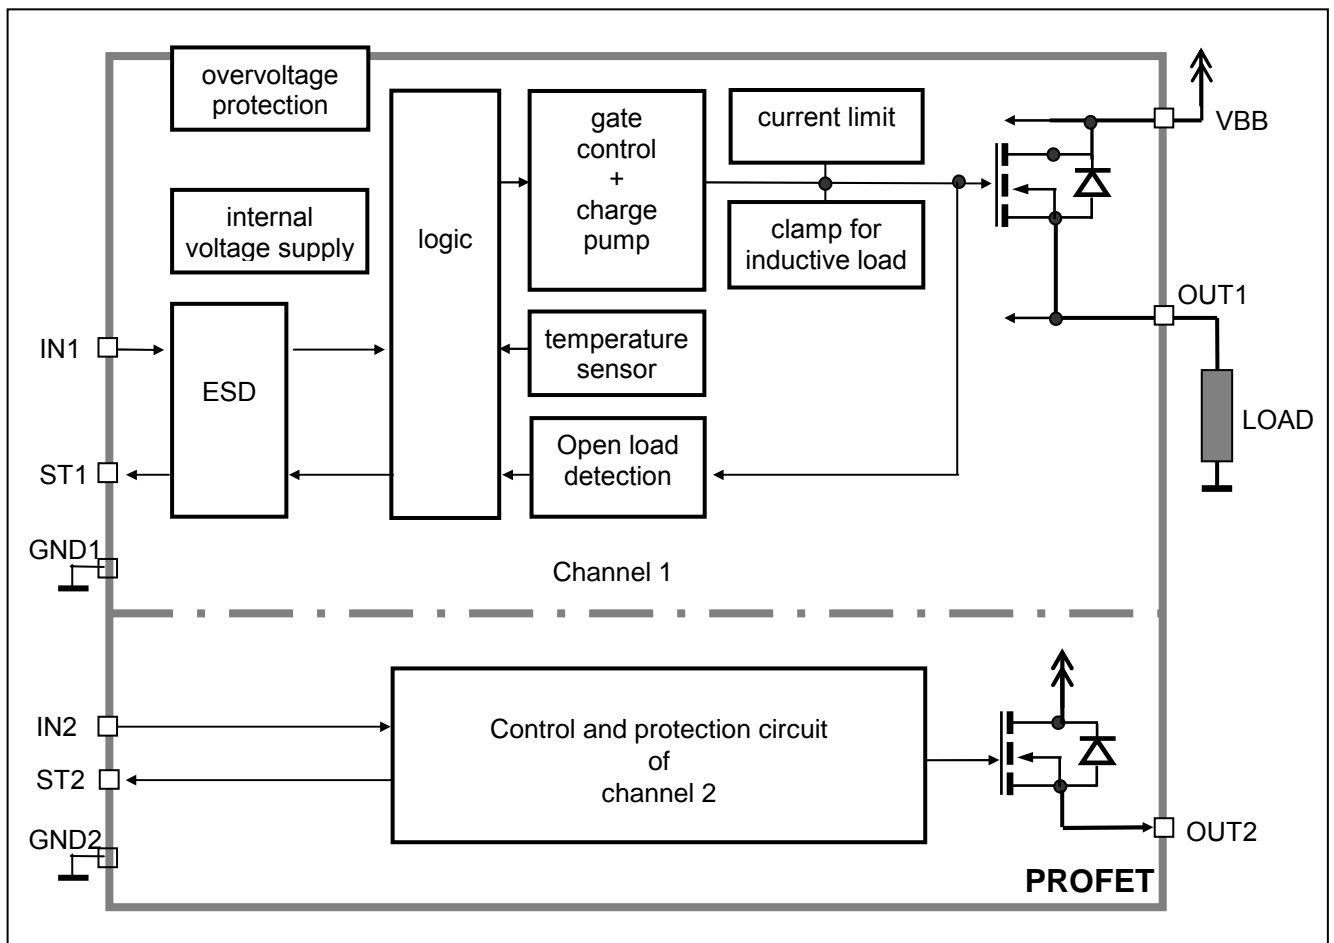 overvoltage
protection
internal
voltage supply
logic
gate
control
+
charge
pump
current limit
clamp for
inductive load
VBB
OUT1
LOAD
IN1
ESD
temperature
sensor
ST1
Open load
detection
GND1
Channel 1
IN2
ST2
GND2
Control and protection circuit
of
channel 2
OUT2
PROFET